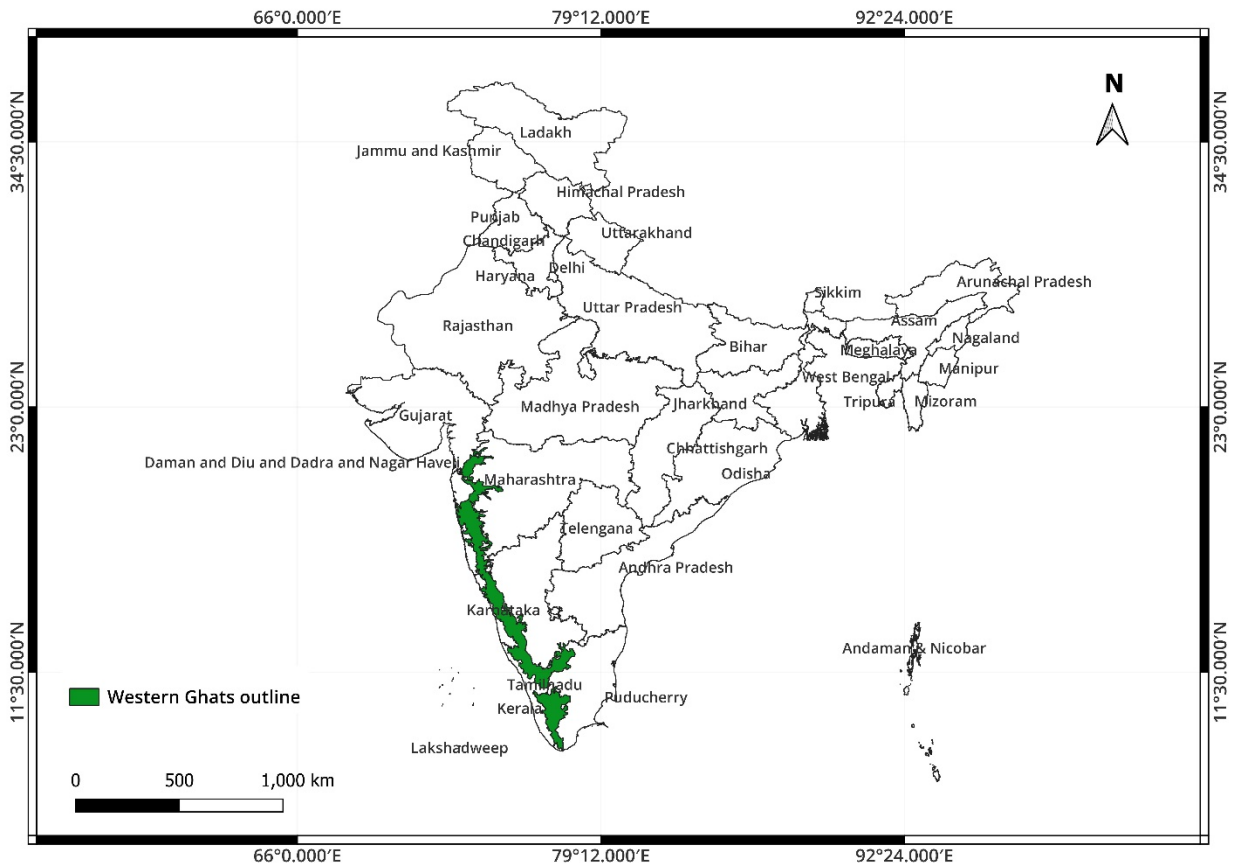 66°0.000′E 79°12.000′E 92°24.000′E
N
34°30.000′N
34°30.000′N
Ladakh
Jammu and Kashmir
Himachal Pradesh
Punjab
Uttarakhand
Chandigarh
Delhi
Haryana
Arunachal Pradesh
Sikkim
Uttar Pradesh
Assam
Rajasthan
Nagaland
Bihar
Meghalaya
Manipur
West Bengal
23°0.000′N
23°0.000′N
Madhya Pradesh
Jharkhand
Tripura
Mizoram
Gujarat
Chhattishgarh
Daman and Diu and Dadra and Nagar Haveli
Odisha
Maharashtra
Telengana
Andhra Pradesh
Karnataka
Andaman & Nicobar
11°30.000′N
11°30.000′N
Tamilnadu
Western Ghats outline
Puducherry
Kerala
Lakshadweep
0 500 1,000 km
66°0.000′E 79°12.000′E 92°24.000′E